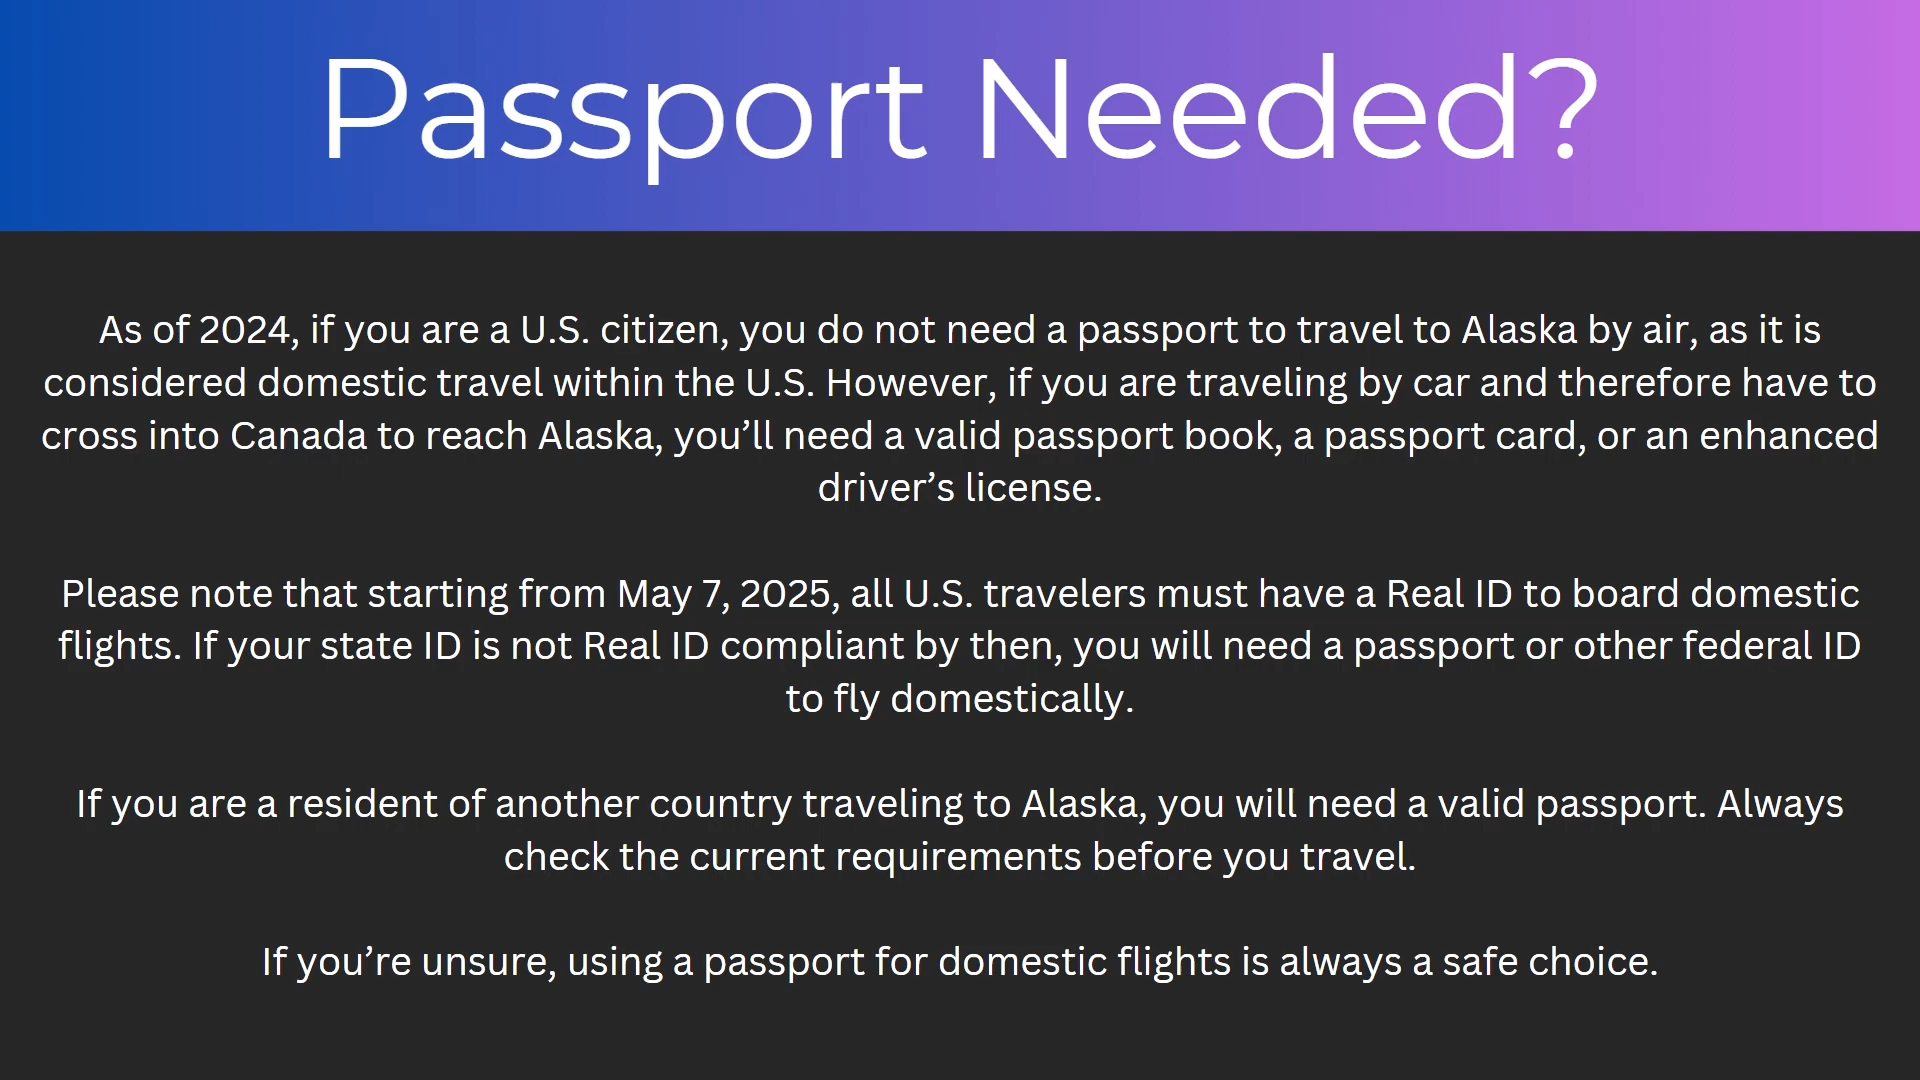 Passport Needed?
As of 2024, if you are a U.S. citizen, you do not need a passport to travel to Alaska by air, as it is
considered domestic travel within the U.S. However, if you are traveling by car and therefore have to
cross into Canada to reach Alaska, you’ll need a valid passport book, a passport card, or an enhanced
driver’s license.
Please note that starting from May 7, 2025, all U.S. travelers must have a Real ID to board domestic
flights. If your state ID is not Real ID compliant by then, you will need a passport or other federal ID
to fly domestically.
If you are a resident of another country traveling to Alaska, you will need a valid passport. Always
check the current requirements before you travel.
If you’re unsure, using a passport for domestic flights is always a safe choice.